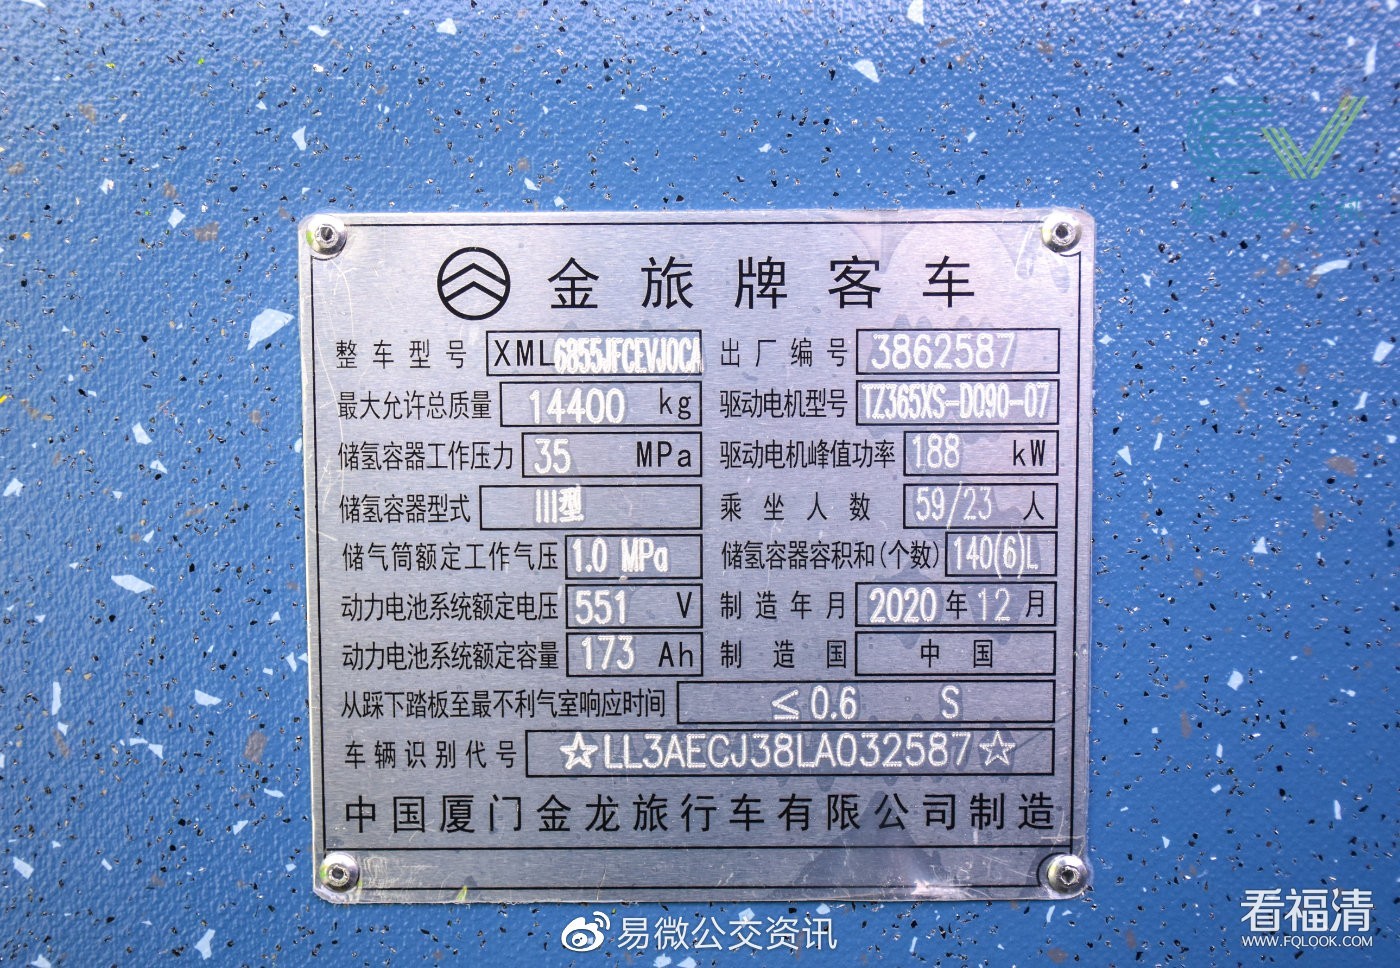 金旅牌客车
整车型号 XML6855JFCEVJ0CA 出厂编号 3862587
最大允许总质量 14400 kg 驱动电机型号 TZ365XS-D090-07
储氢容器工作压力 35 MPa 驱动电机峰值功率 188 kW
储氢容器型式 III型 乘坐人数 59/23 人
储气筒额定工作气压 1.0 MPa 储氢容器容积和(个数) 140(6)L
动力电池系统额定电压 551 V 制造年月 2020年12月
动力电池系统额定容量 173 Ah 制造国 中国
从踩下踏板至最不利气室响应时间 ≤0.6 S
车辆识别代号 ☆LL3AECJ38LA032587☆
中国厦门金龙旅行车有限公司制造
易微公交资讯
看福清
WWW.FQLOOK.COM